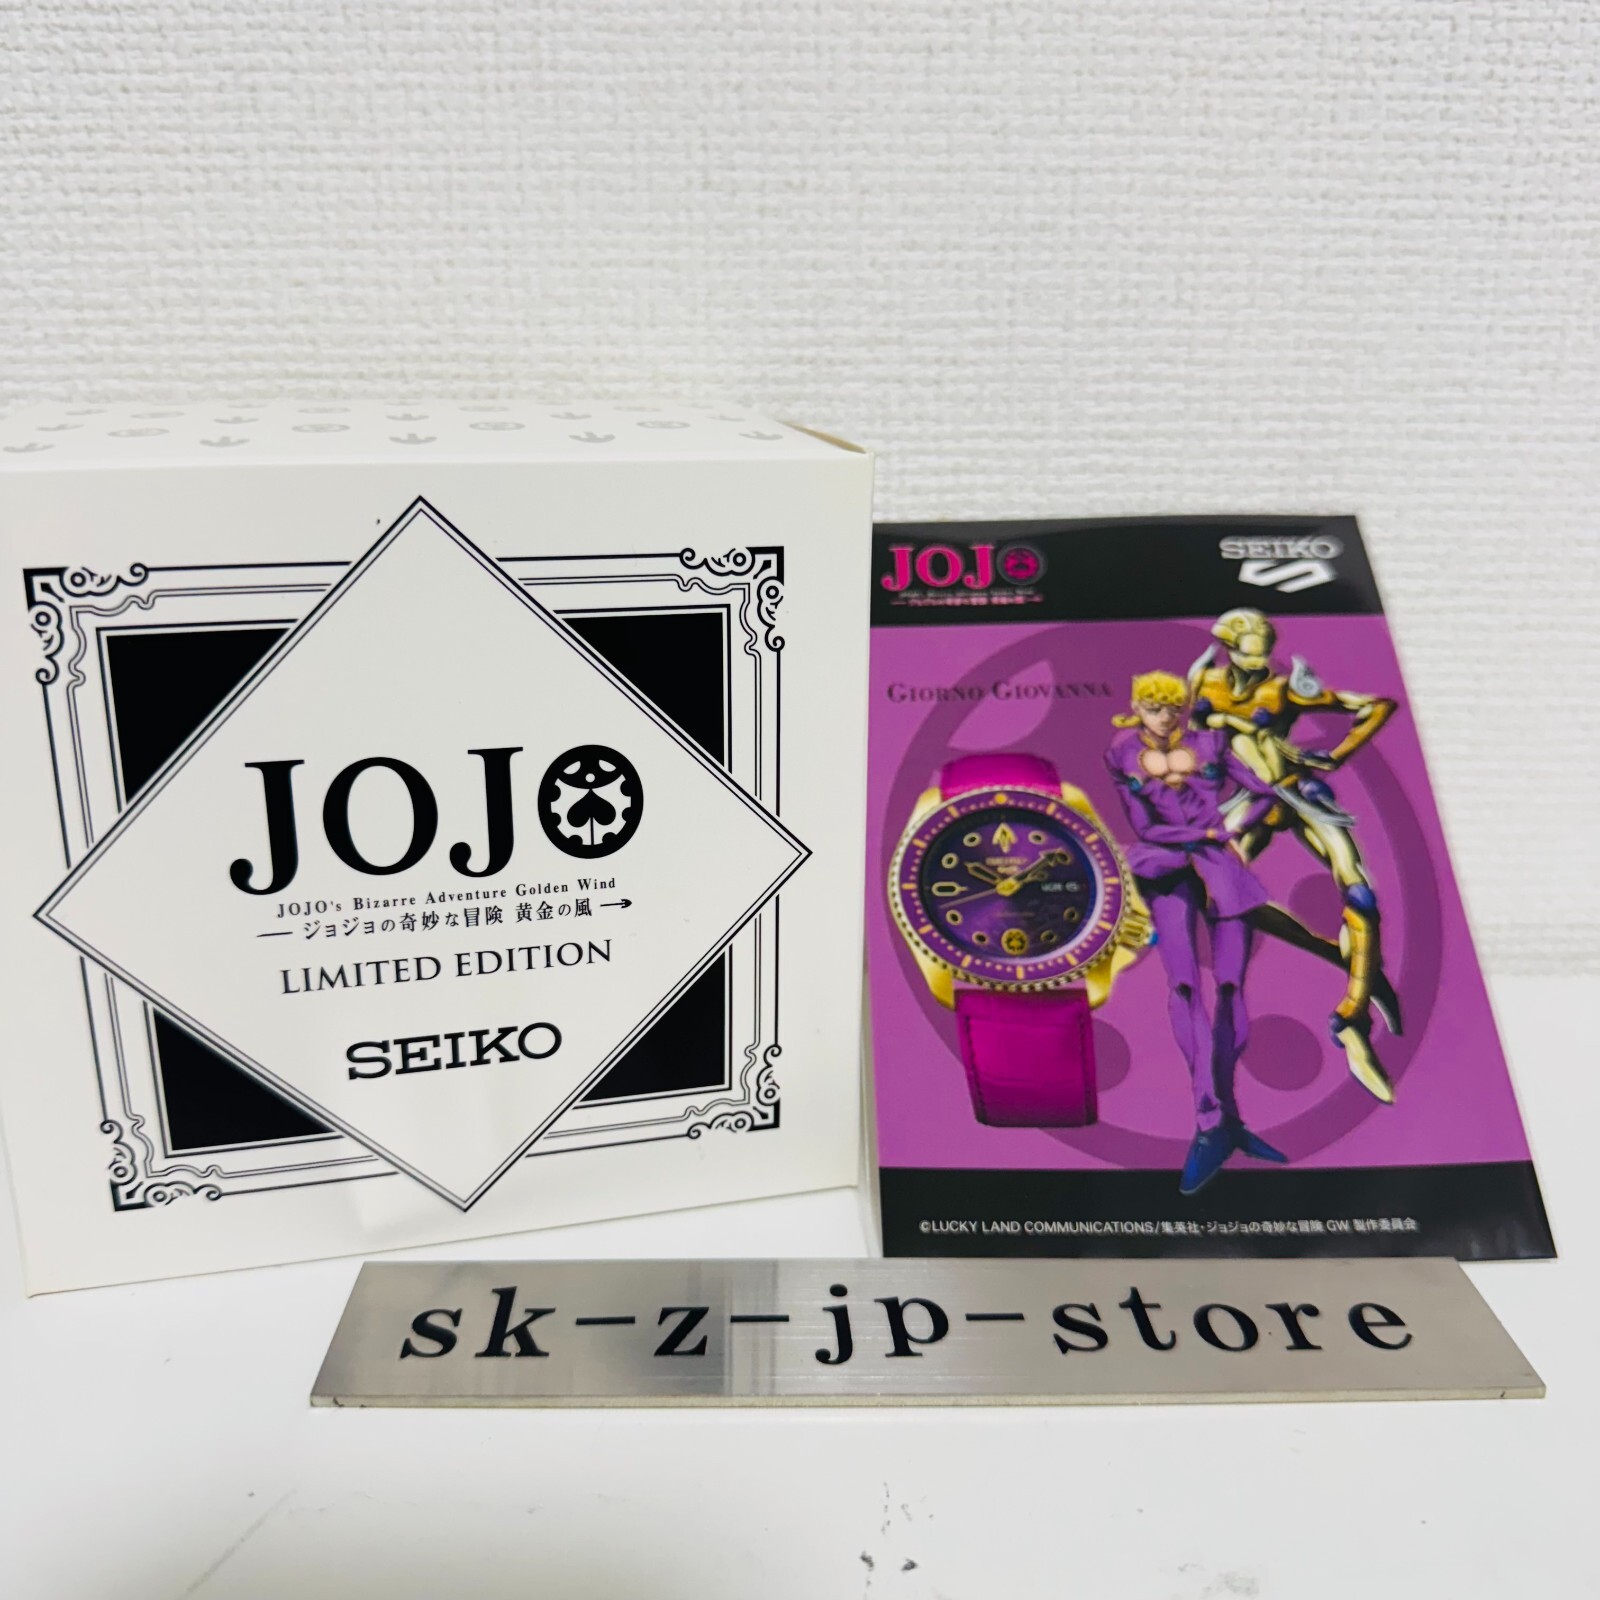 JOJO
JOJO's Bizarre Adventure Golden Wind
ジョジョの奇妙な冒険 黄金の風
LIMITED EDITION
SEIKO
JOJO
SEIKO
GIORNO GIOVANNA
©LUCKY LAND COMMUNICATIONS/集英社・ジョジョの奇妙な冒険 GW 製作委員会
sk-z-jp-store